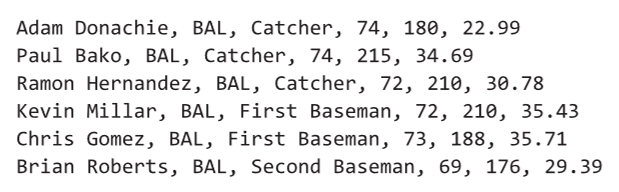 Adam Donachie, BAL, Catcher, 74, 180, 22.99
Paul Bako, BAL, Catcher, 74, 215, 34.69
Ramon Hernandez, BAL, Catcher, 72, 210, 30.78
Kevin Millar, BAL, First Baseman, 72, 210, 35.43
Chris Gomez, BAL, First Baseman, 73, 188, 35.71
Brian Roberts, BAL, Second Baseman, 69, 176, 29.39